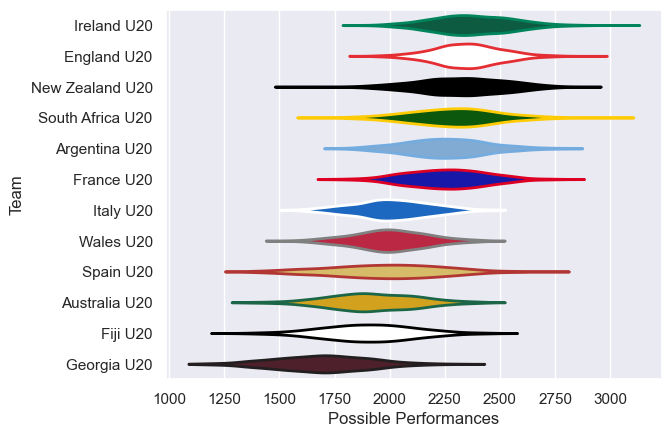 Ireland U20
England U20
New Zealand U20
South Africa U20
Argentina U20
France U20
Italy U20
Wales U20
Spain U20
Australia U20
Fiji U20
Georgia U20
Team
1000 1250 1500 1750 2000 2250 2500 2750 3000
Possible Performances